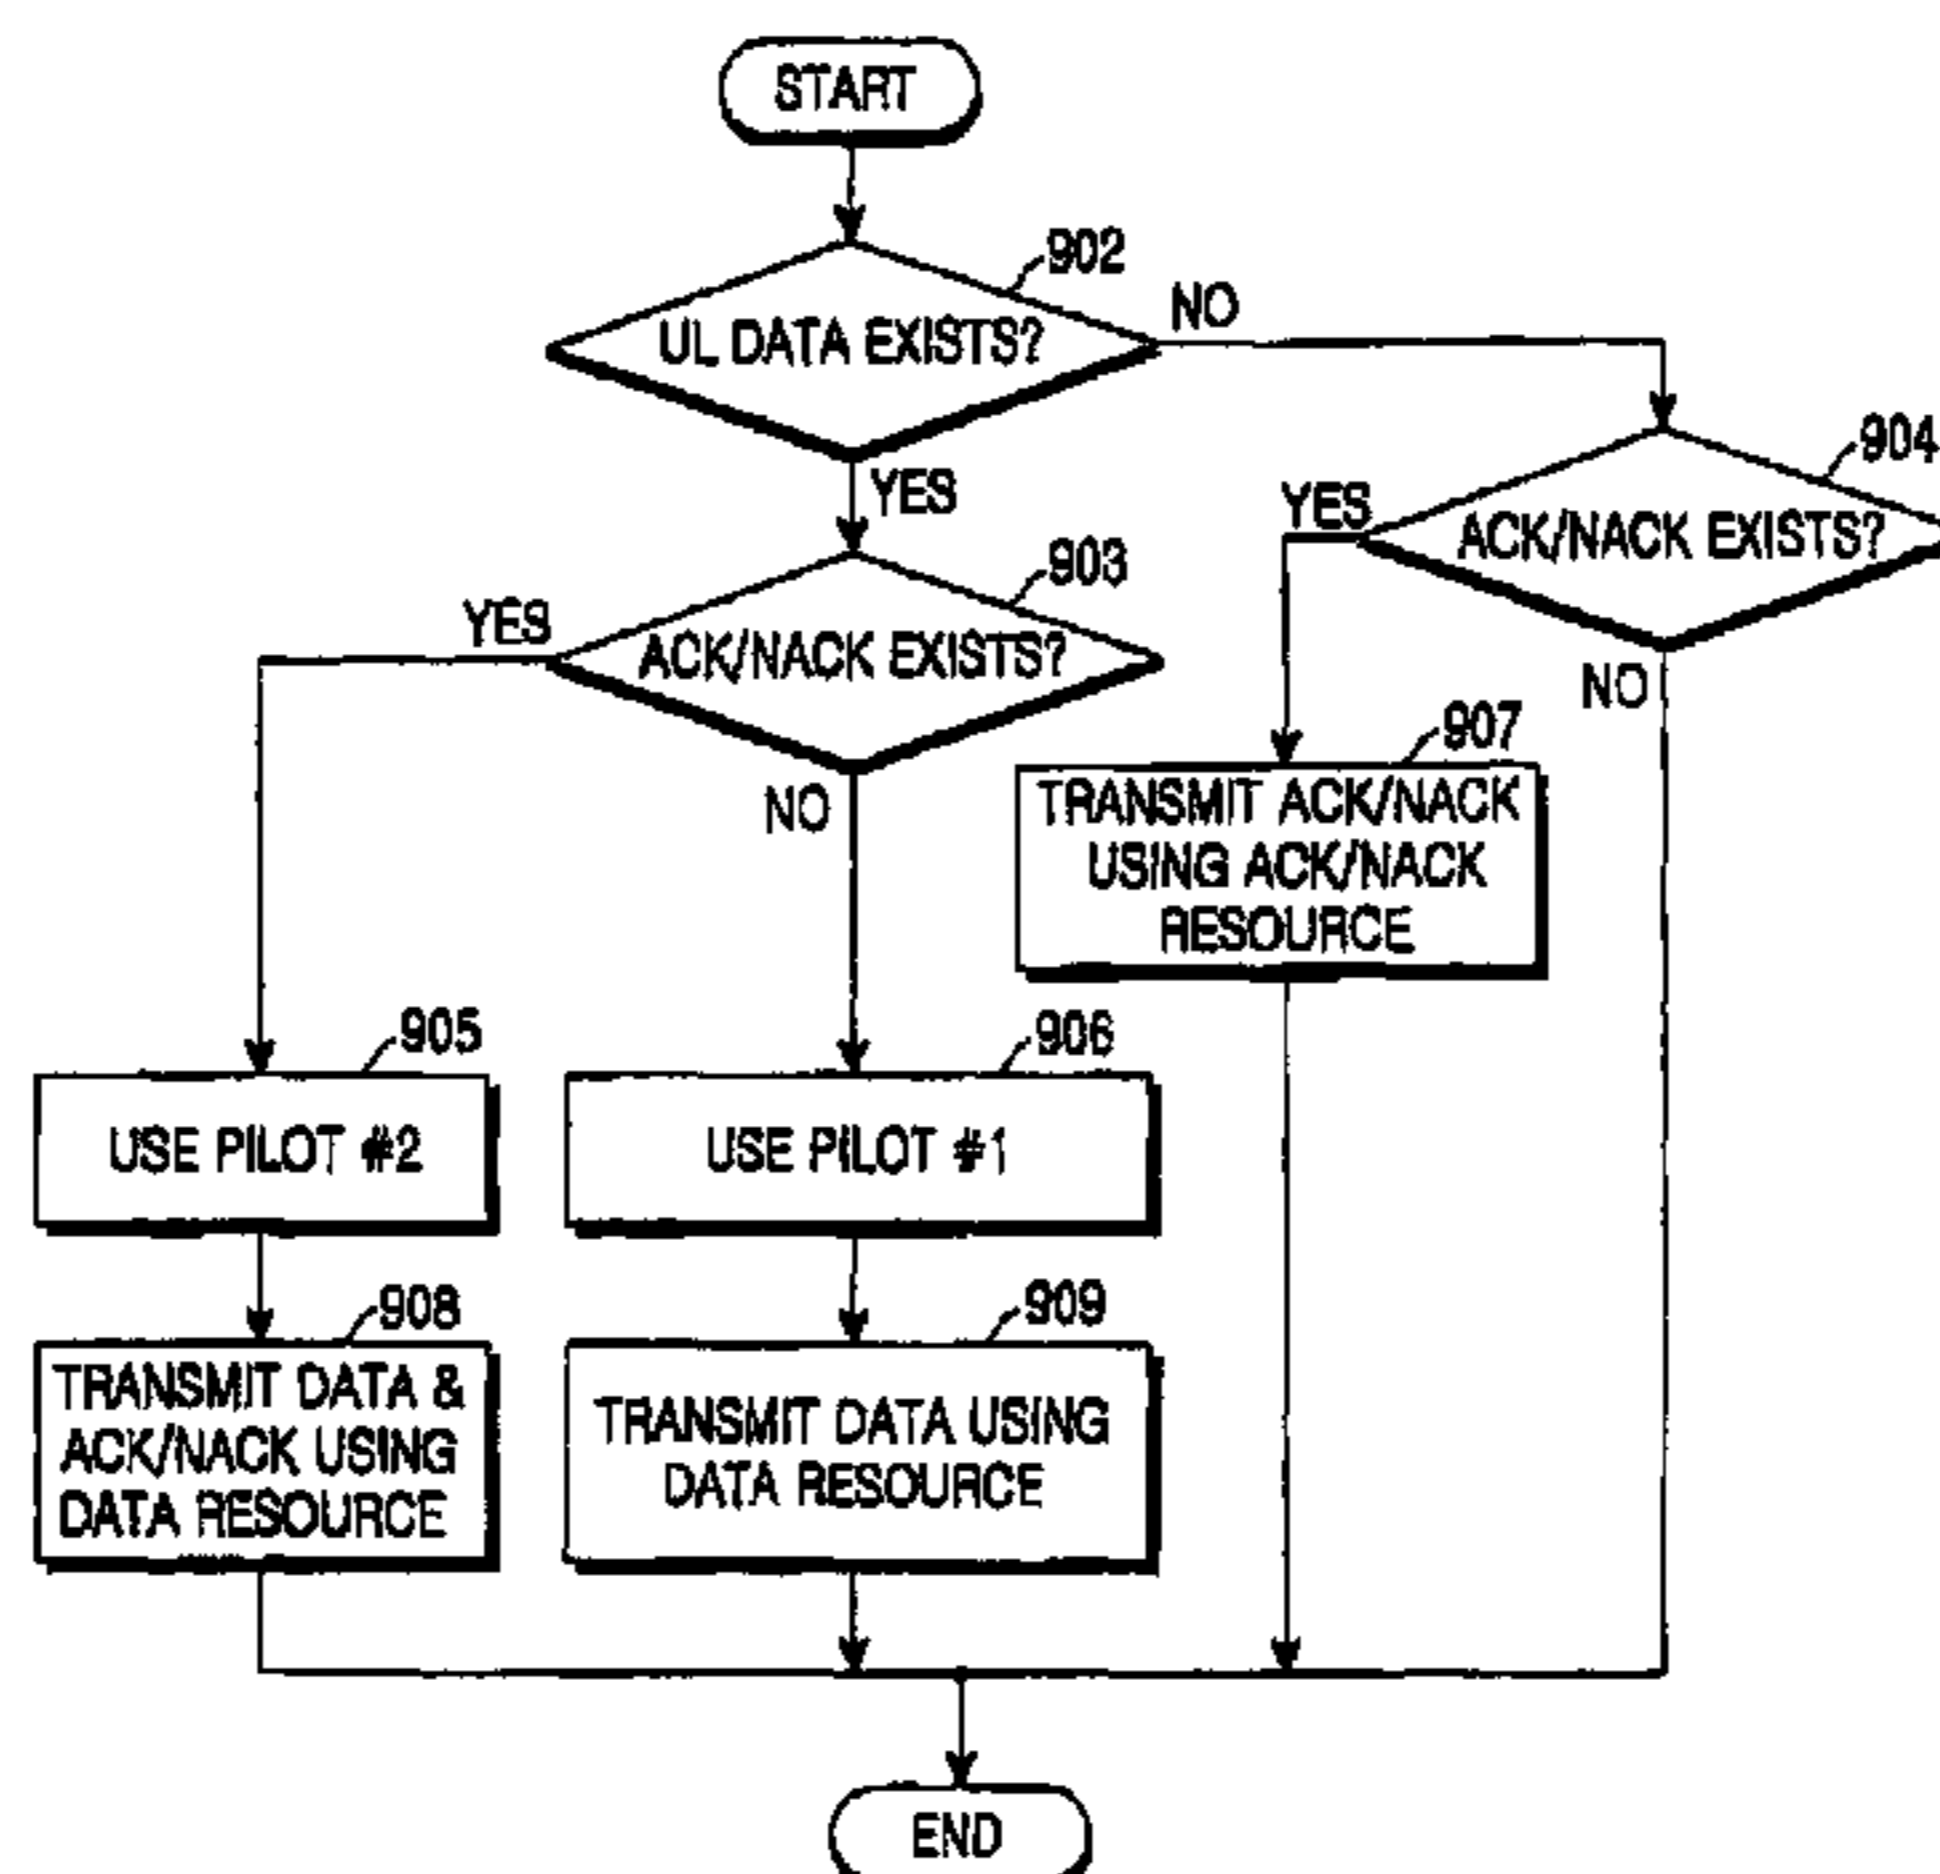 START
902
UL DATA EXISTS?
NO
904
YES
YES
ACK/NACK EXISTS?
903
YES
ACK/NACK EXISTS?
NO
907
NO
TRANSMIT ACK/NACK
USING ACK/NACK
RESOURCE
905
906
USE PILOT #2
USE PILOT #1
908
909
TRANSMIT DATA &
ACK/NACK USING
DATA RESOURCE
TRANSMIT DATA USING
DATA RESOURCE
END